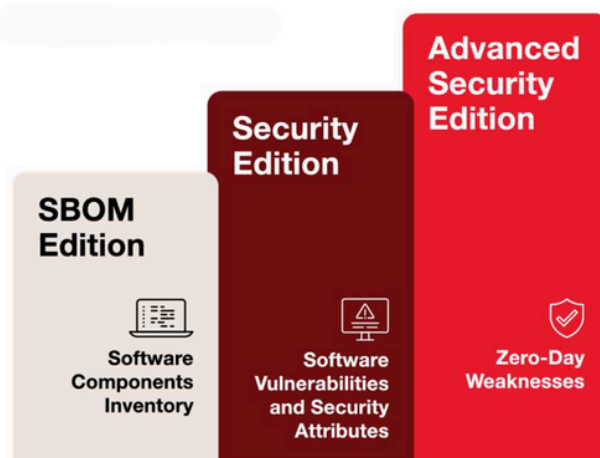 SBOM
Edition
Software
Components
Inventory
Security
Edition
Software
Vulnerabilities
and Security
Attributes
Advanced
Security
Edition
Zero-Day
Weaknesses